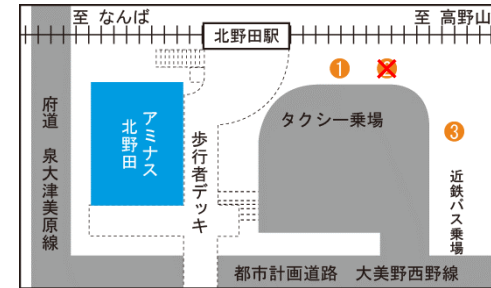 至 なんば
至 高野山
北野田駅
1
3
タクシー乗場
アミナス
北野田
歩行者デッキ
府道 泉大津美原線
近鉄バス乗場
都市計画道路 大美野西野線